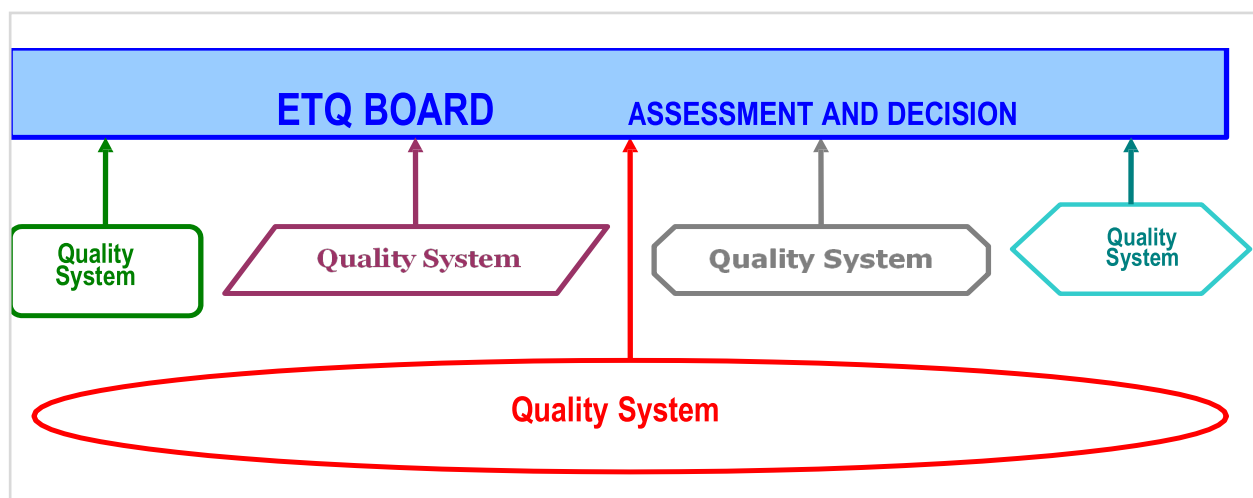 ETQ BOARD ASSESSMENT AND DECISION
Quality
System
Quality System
Quality System
Quality
System
Quality System